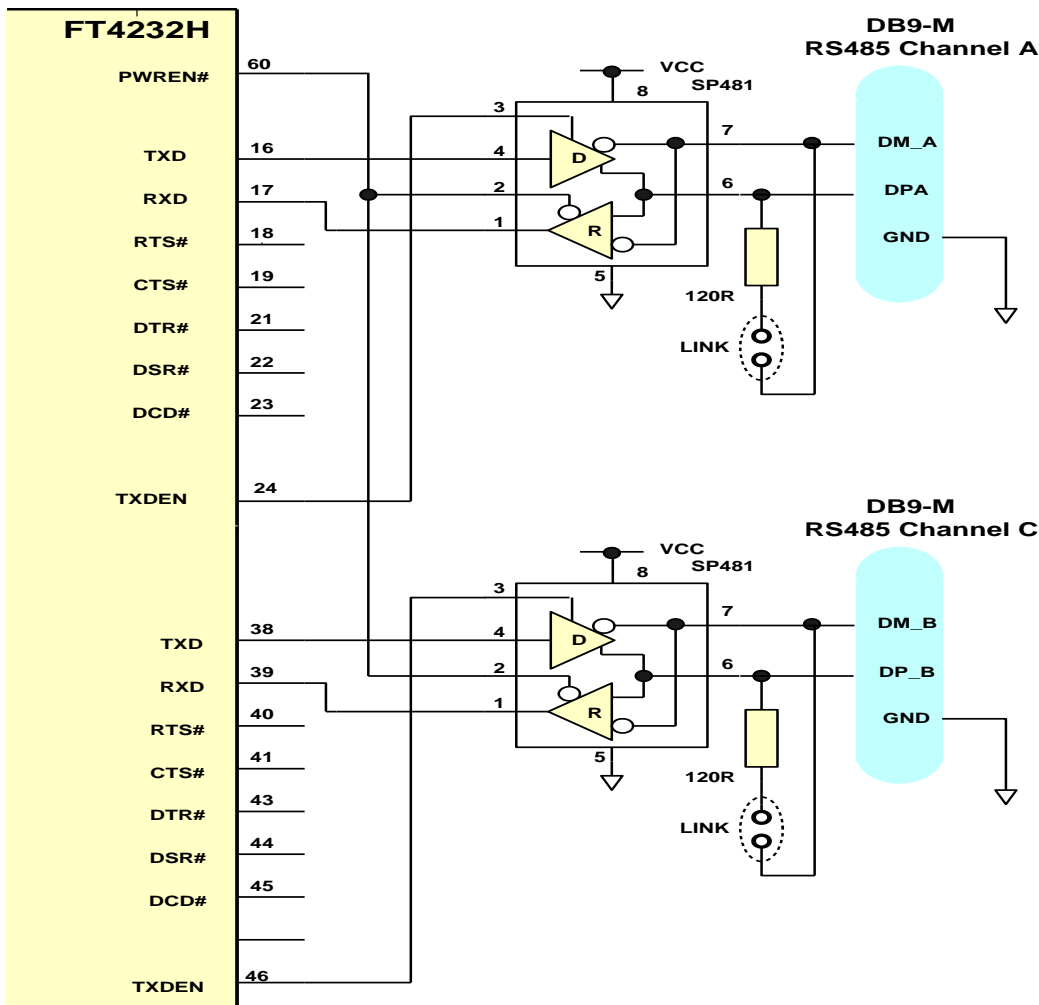 FT4232H
DB9-M
RS485 Channel A
60
PWREN#
VCC
SP481
8
3
7
DM_A
TXD
16
4
D
17
RXD
2
6
DPA
1
R
18
RTS#
GND
5
19
CTS#
120R
21
DTR#
LINK
22
DSR#
23
DCD#
24
TXDEN
DB9-M
RS485 Channel C
VCC
SP481
8
3
7
DM_B
38
TXD
4
D
39
RXD
2
6
DP_B
1
R
40
RTS#
GND
5
41
CTS#
120R
43
DTR#
LINK
44
DSR#
45
DCD#
46
TXDEN